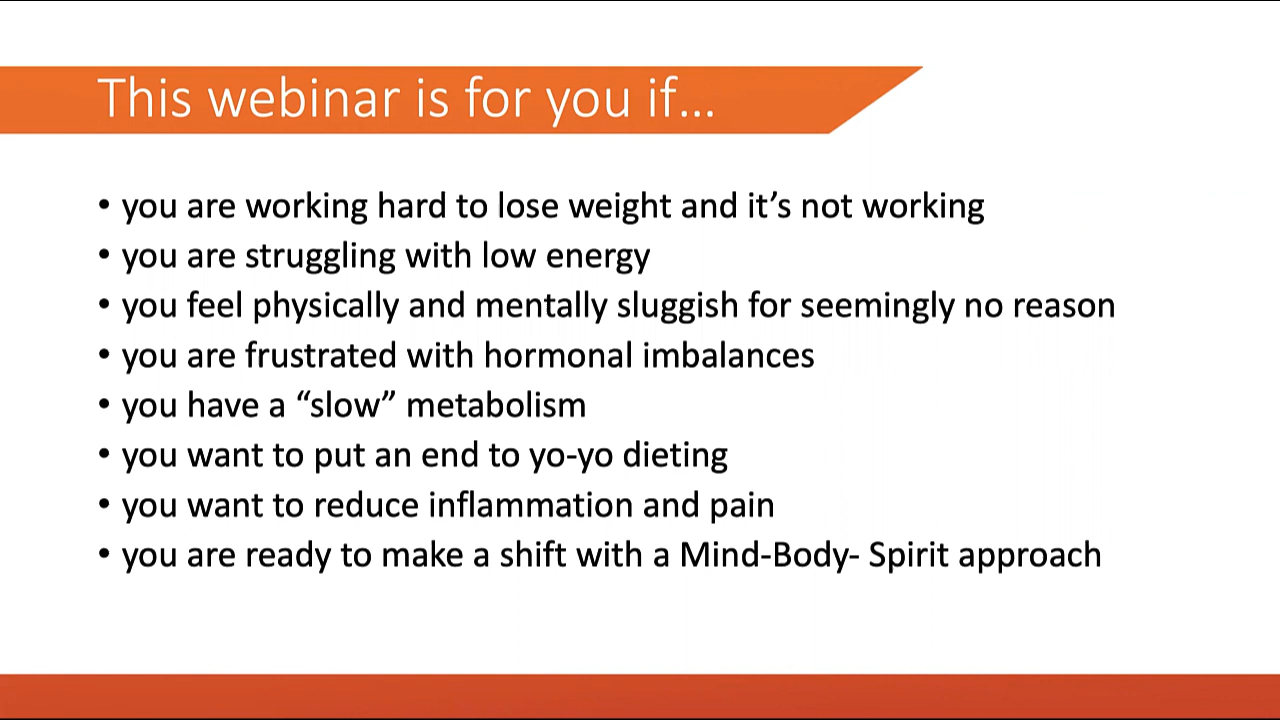 This webinar is for you if...
• you are working hard to lose weight and it’s not working
• you are struggling with low energy
• you feel physically and mentally sluggish for seemingly no reason
• you are frustrated with hormonal imbalances
• you have a “slow” metabolism
• you want to put an end to yo-yo dieting
• you want to reduce inflammation and pain
• you are ready to make a shift with a Mind-Body- Spirit approach